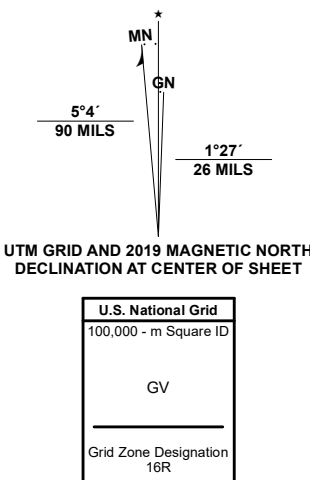 ★
MN
GN
5°4´
90 MILS
1°27´
26 MILS
UTM GRID AND 2019 MAGNETIC NORTH
DECLINATION AT CENTER OF SHEET
U.S. National Grid
100,000 - m Square ID
GV
Grid Zone Designation
16R